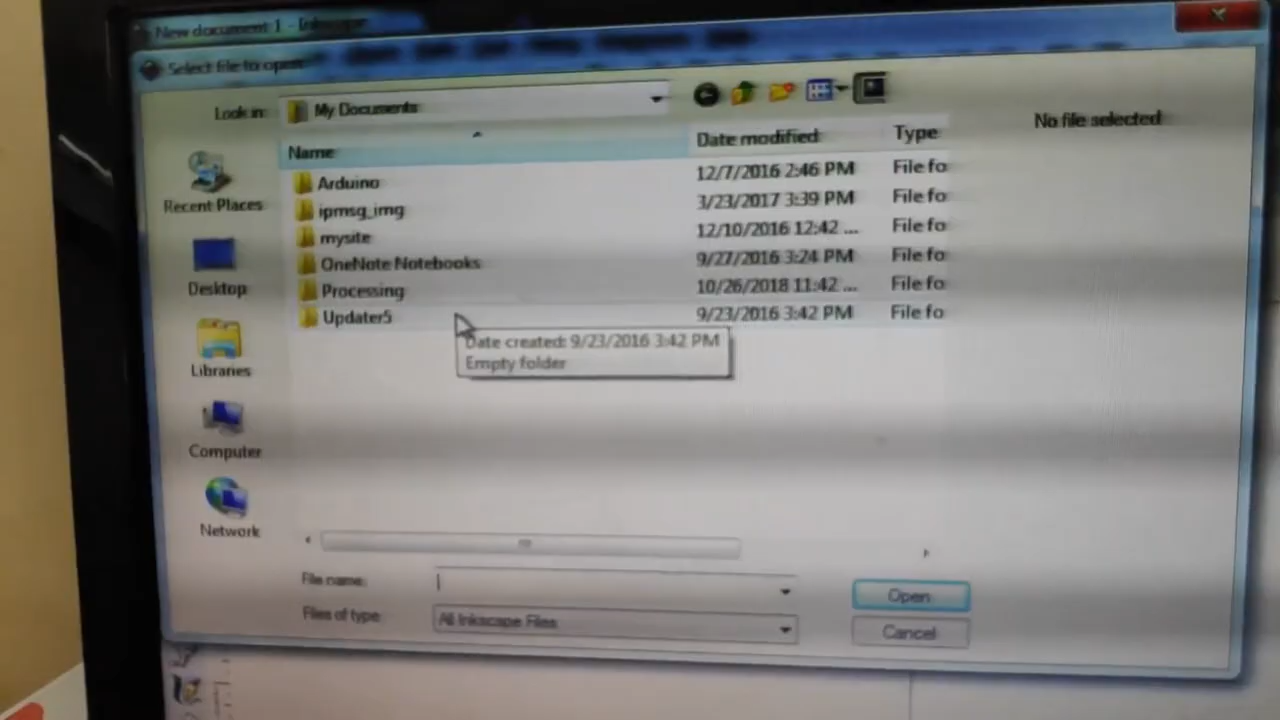 New document 1 - Inkscape
Select file to open
Look in: My Documents
No file selected
Name Date modified Type
Arduino 12/7/2016 2:46 PM File fo
ipmsg_img 3/23/2017 3:39 PM File fo
mysite 12/10/2016 12:42 ... File fo
OneNote Notebooks 9/27/2016 3:24 PM File fo
Processing 10/26/2018 11:42 ... File fo
Updater5 9/23/2016 3:42 PM File fo
Date created: 9/23/2016 3:42 PM
Empty folder
Recent Places
Desktop
Libraries
Computer
Network
File name:
Open
Files of type: All Inkscape Files
Cancel